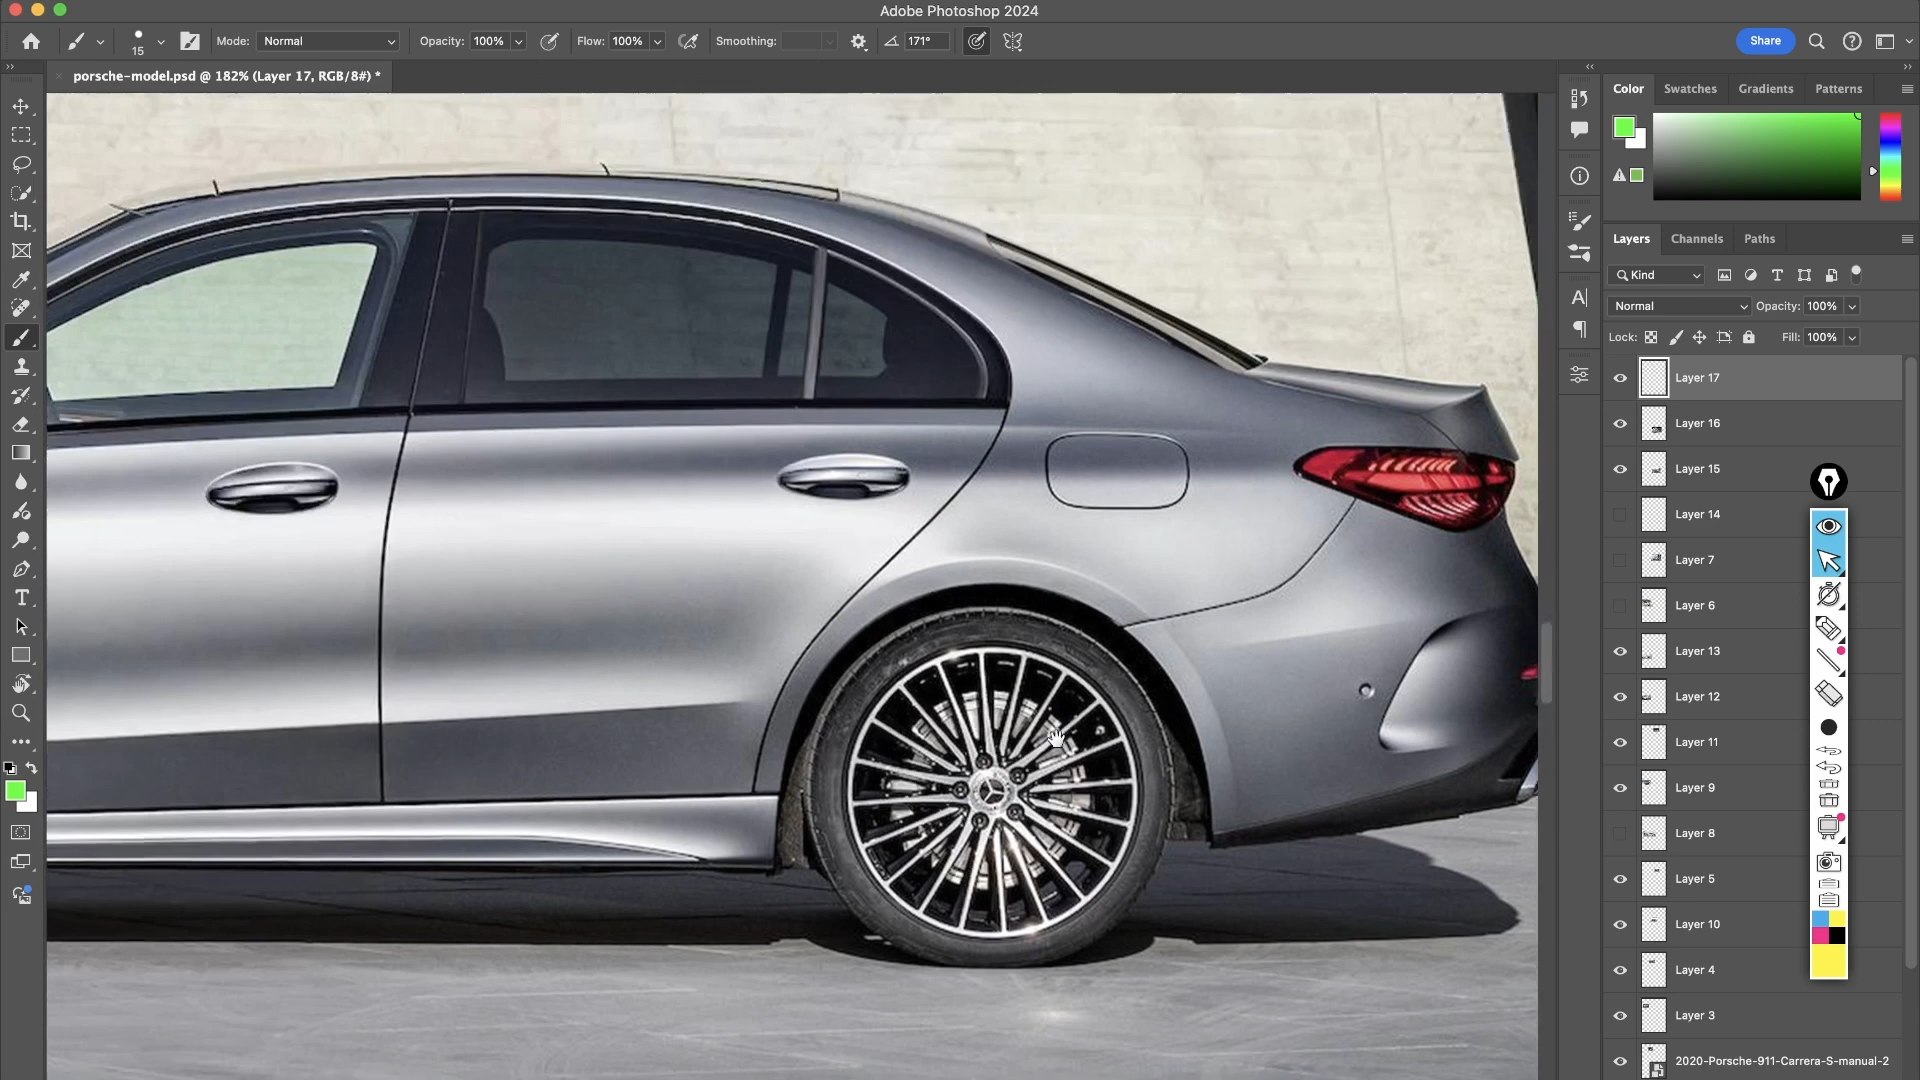 Adobe Photoshop 2024
15
Mode: Normal
Opacity: 100%
Flow: 100%
Smoothing:
171°
Share
porsche-model.psd @ 182% (Layer 17, RGB/8#) *
Color
Swatches
Gradients
Patterns
Layers
Channels
Paths
Kind
Normal
Opacity: 100%
Lock:
Fill: 100%
Layer 17
Layer 16
Layer 15
Layer 14
Layer 7
Layer 6
Layer 13
Layer 12
Layer 11
Layer 9
Layer 8
Layer 5
Layer 10
Layer 4
Layer 3
2020-Porsche-911-Carrera-S-manual-2